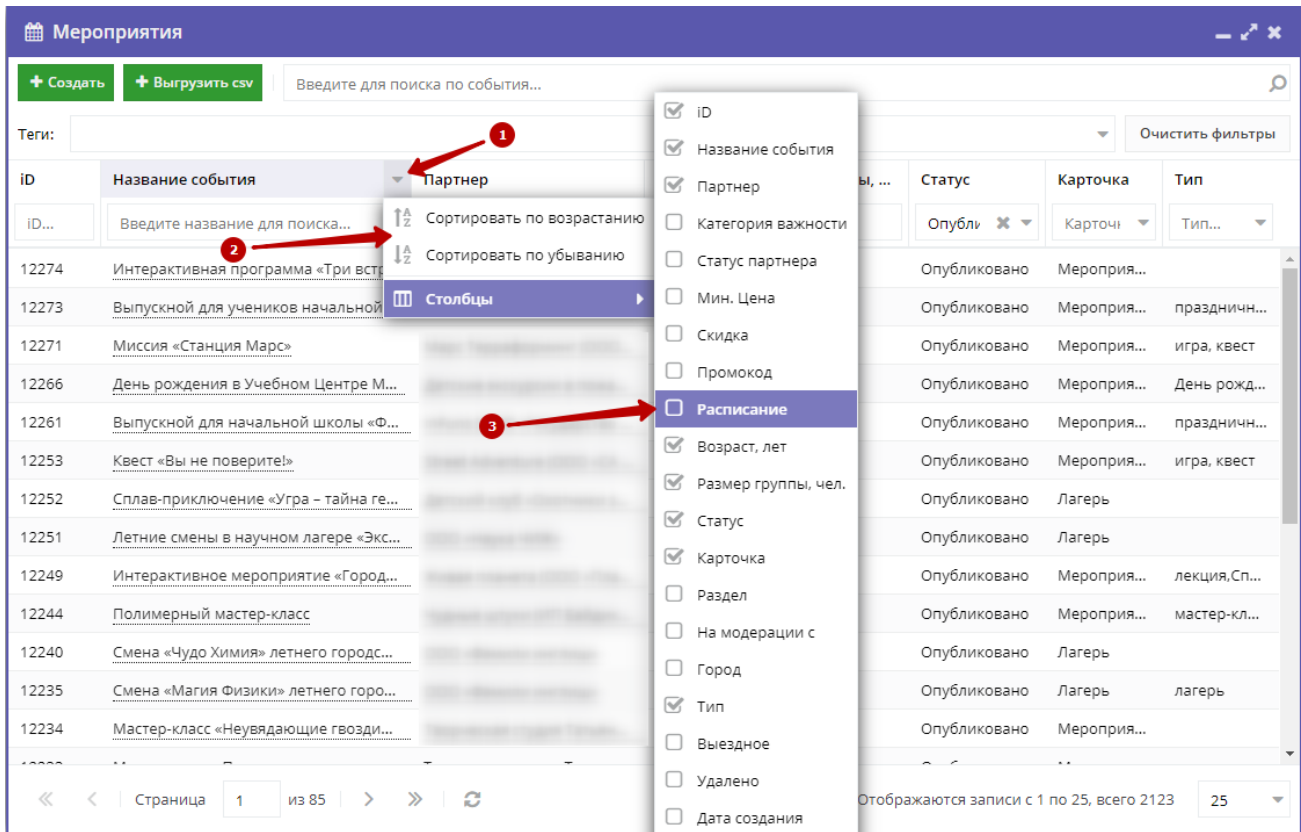 Мероприятия
Создать
Выгрузить csv
Введите для поиска по события...
Теги:
Очистить фильтры
1
iD
Название события
Партнер
ы, ...
Статус
Карточка
Тип
iD...
Введите название для поиска...
Опубли
Карточ
Тип...
2
Сортировать по возрастанию
Сортировать по убыванию
Столбцы
3
iD
Название события
Партнер
Категория важности
Статус партнера
Мин. Цена
Скидка
Промокод
Расписание
Возраст, лет
Размер группы, чел.
Статус
Карточка
Раздел
На модерации с
Город
Тип
Выездное
Удалено
Дата создания
12274 Интерактивная программа «Три встр Опубликовано Мероприя...
12273 Выпускной для учеников начальной Опубликовано Мероприя... праздничн...
12271 Миссия «Станция Марс» Опубликовано Мероприя... игра, квест
12266 День рождения в Учебном Центре М... Опубликовано Мероприя... День рожд...
12261 Выпускной для начальной школы «Ф... Опубликовано Мероприя... праздничн...
12253 Квест «Вы не поверите!» Опубликовано Мероприя... игра, квест
12252 Сплав-приключение «Угра – тайна ге... Опубликовано Лагерь
12251 Летние смены в научном лагере «Экс... Опубликовано Лагерь
12249 Интерактивное мероприятие «Город... Опубликовано Мероприя... лекция,Сп...
12244 Полимерный мастер-класс Опубликовано Мероприя... мастер-кл...
12240 Смена «Чудо Химия» летнего городс... Опубликовано Лагерь
12235 Смена «Магия Физики» летнего горо... Опубликовано Лагерь лагерь
12234 Мастер-класс «Неувядающие гвозди... Опубликовано Мероприя...
Страница 1 из 85
Отображаются записи с 1 по 25, всего 2123
25